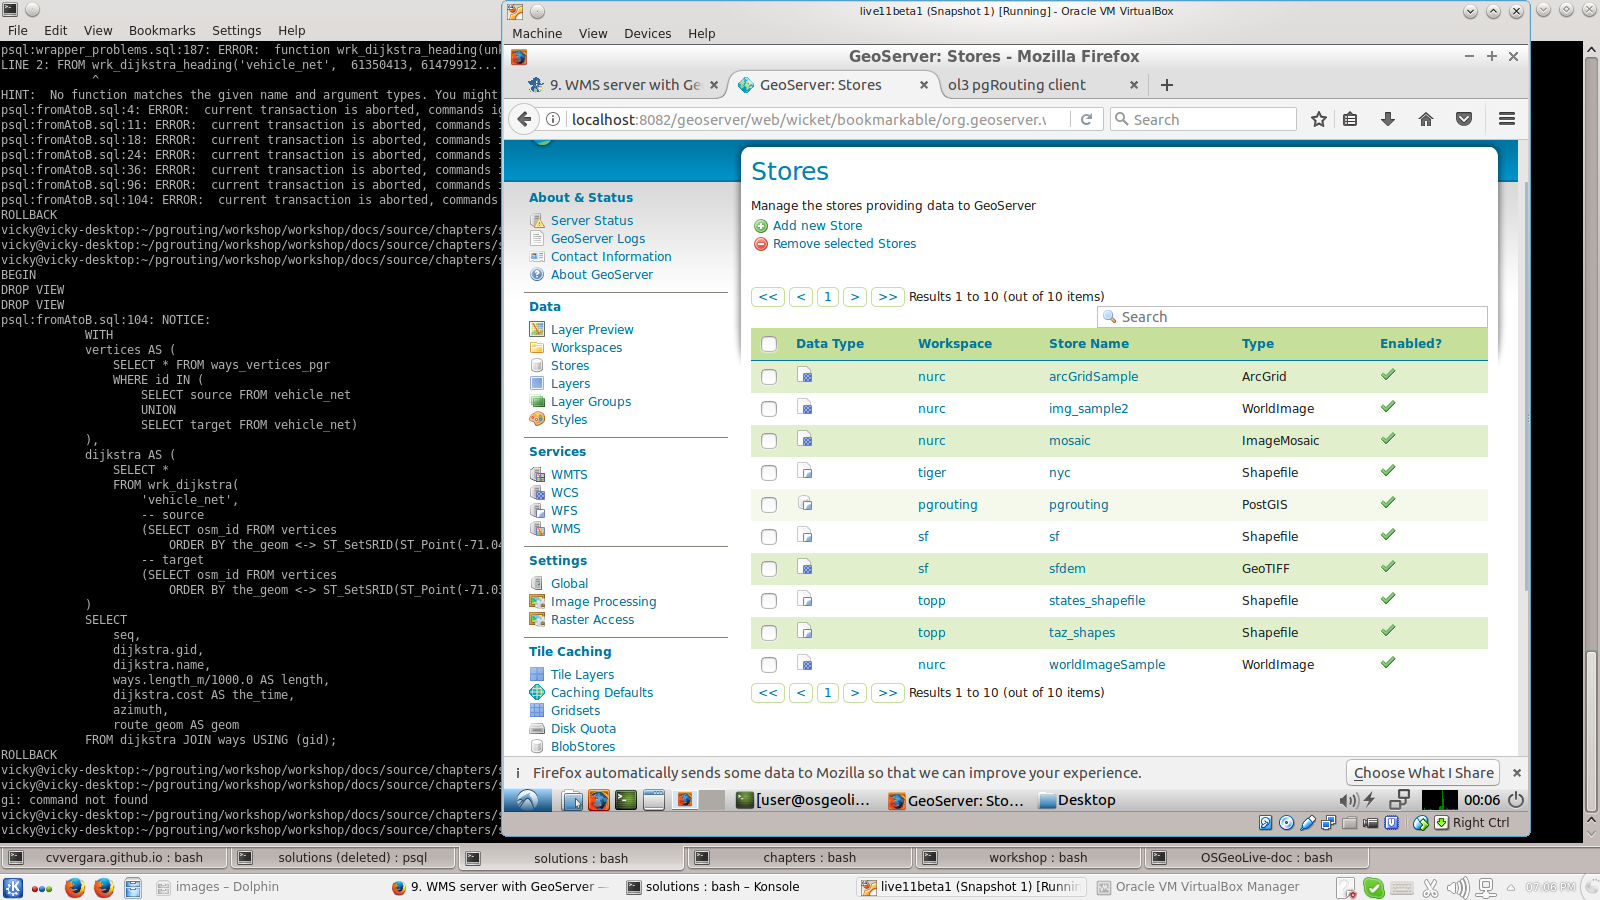 Shell
live11beta1 (Snapshot 1) [Running] - Oracle VM VirtualBox
File Edit View Bookmarks Settings Help
psql:wrapper_problems.sql:187: ERROR:  function wrk_dijkstra_heading(unk
LINE 2: FROM wrk_dijkstra_heading('vehicle_net',  61350413, 61479912...
^
HINT:  No function matches the given name and argument types. You might
psql:fromAtoB.sql:4: ERROR:  current transaction is aborted, commands ig
psql:fromAtoB.sql:11: ERROR:  current transaction is aborted, commands i
psql:fromAtoB.sql:18: ERROR:  current transaction is aborted, commands i
psql:fromAtoB.sql:24: ERROR:  current transaction is aborted, commands i
psql:fromAtoB.sql:36: ERROR:  current transaction is aborted, commands i
psql:fromAtoB.sql:96: ERROR:  current transaction is aborted, commands i
psql:fromAtoB.sql:104: ERROR:  current transaction is aborted, commands
ROLLBACK
vicky@vicky-desktop:~/pgrouting/workshop/workshop/docs/source/chapters/s
vicky@vicky-desktop:~/pgrouting/workshop/workshop/docs/source/chapters/s
vicky@vicky-desktop:~/pgrouting/workshop/workshop/docs/source/chapters/s
BEGIN
DROP VIEW
DROP VIEW
psql:fromAtoB.sql:104: NOTICE:
WITH
vertices AS (
SELECT * FROM ways_vertices_pgr
WHERE id IN (
SELECT source FROM vehicle_net
UNION
SELECT target FROM vehicle_net)
),
dijkstra AS (
SELECT *
FROM wrk_dijkstra(
'vehicle_net',
-- source
(SELECT osm_id FROM vertices
ORDER BY the_geom <-> ST_SetSRID(ST_Point(-71.04
-- target
(SELECT osm_id FROM vertices
ORDER BY the_geom <-> ST_SetSRID(ST_Point(-71.03
)
SELECT
seq,
dijkstra.gid,
dijkstra.name,
ways.length_m/1000.0 AS length,
dijkstra.cost AS the_time,
azimuth,
route_geom AS geom
FROM dijkstra JOIN ways USING (gid);
ROLLBACK
vicky@vicky-desktop:~/pgrouting/workshop/workshop/docs/source/chapters/s
vicky@vicky-desktop:~/pgrouting/workshop/workshop/docs/source/chapters/s
gi: command not found
vicky@vicky-desktop:~/pgrouting/workshop/workshop/docs/source/chapters/s
vicky@vicky-desktop:~/pgrouting/workshop/workshop/docs/source/chapters/s
Machine View Devices Help
GeoServer: Stores - Mozilla Firefox
9. WMS server with Ge
GeoServer: Stores
ol3 pgRouting client
localhost:8082/geoserver/web/wicket/bookmarkable/org.geoserver.v
Search
About & Status
Server Status
GeoServer Logs
Contact Information
About GeoServer
Data
Layer Preview
Workspaces
Stores
Layers
Layer Groups
Styles
Services
WMTS
WCS
WFS
WMS
Settings
Global
Image Processing
Raster Access
Tile Caching
Tile Layers
Caching Defaults
Gridsets
Disk Quota
BlobStores
Stores
Manage the stores providing data to GeoServer
Add new Store
Remove selected Stores
<< < 1 > >> Results 1 to 10 (out of 10 items)
Search
Data Type Workspace Store Name Type Enabled?
nurc arcGridSample ArcGrid
nurc img_sample2 WorldImage
nurc mosaic ImageMosaic
tiger nyc Shapefile
pgrouting pgrouting PostGIS
sf sf Shapefile
sf sfdem GeoTIFF
topp states_shapefile Shapefile
topp taz_shapes Shapefile
nurc worldImageSample WorldImage
<< < 1 > >> Results 1 to 10 (out of 10 items)
Firefox automatically sends some data to Mozilla so that we can improve your experience.
Choose What I Share
[user@osgeoli...
GeoServer: Sto...
Desktop
00:06
Right Ctrl
cvvergara.github.io : bash
solutions (deleted) : psql
solutions : bash
chapters : bash
workshop : bash
OSGeoLive-doc : bash
images – Dolphin
9. WMS server with GeoServer —
solutions : bash – Konsole
live11beta1 (Snapshot 1) [Runnin
Oracle VM VirtualBox Manager
07:06 PM